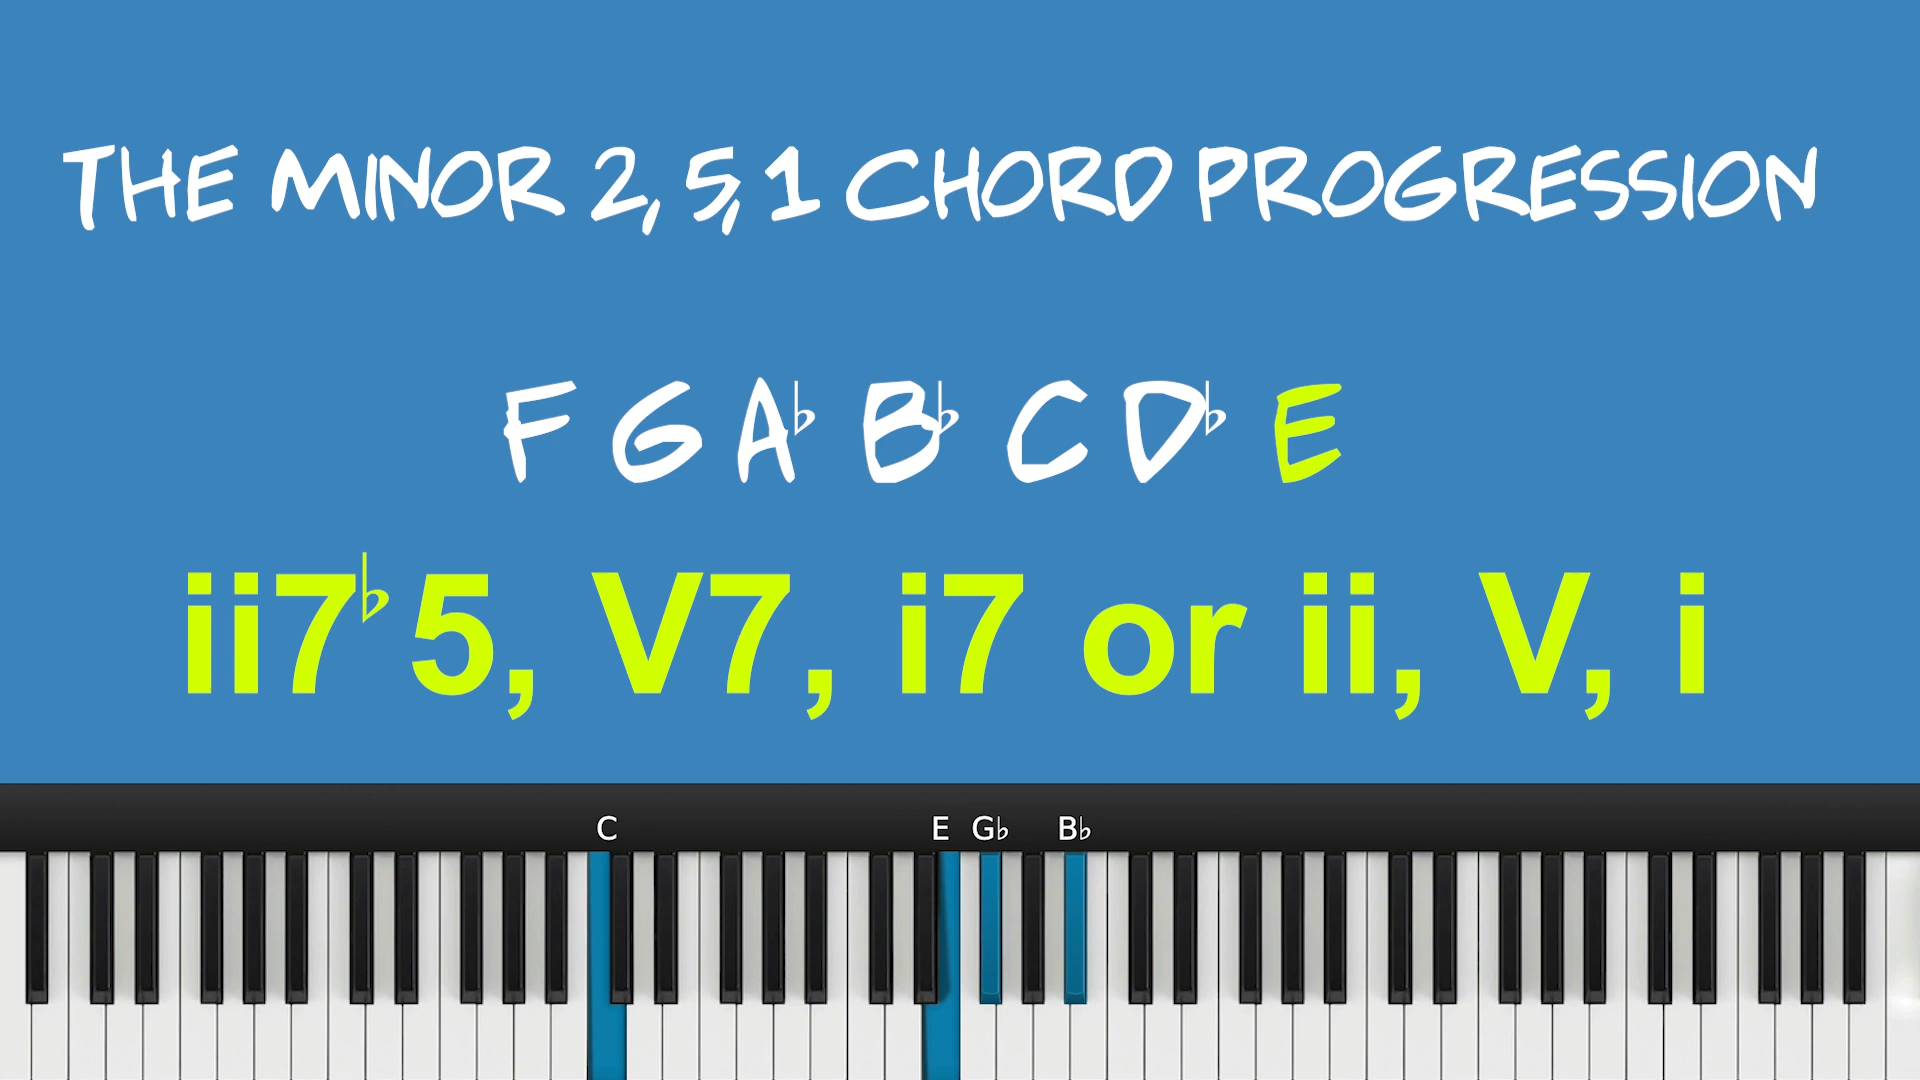 THE MINOR 2, 5, 1 CHORD PROGRESSION
F G A♭ B♭ C D♭ E
ii7♭5, V7, i7 or ii, V, i
C E G♭ B♭